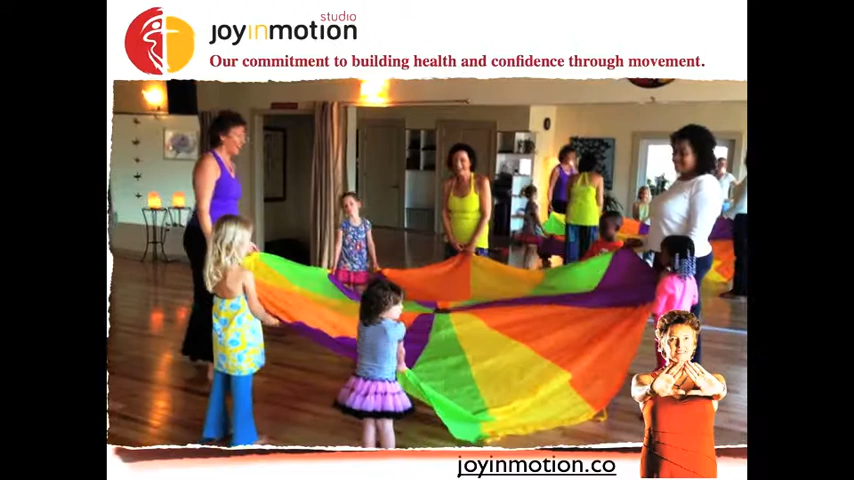 studio
joyinmotion
Our commitment to building health and confidence through movement.
joyinmotion.co